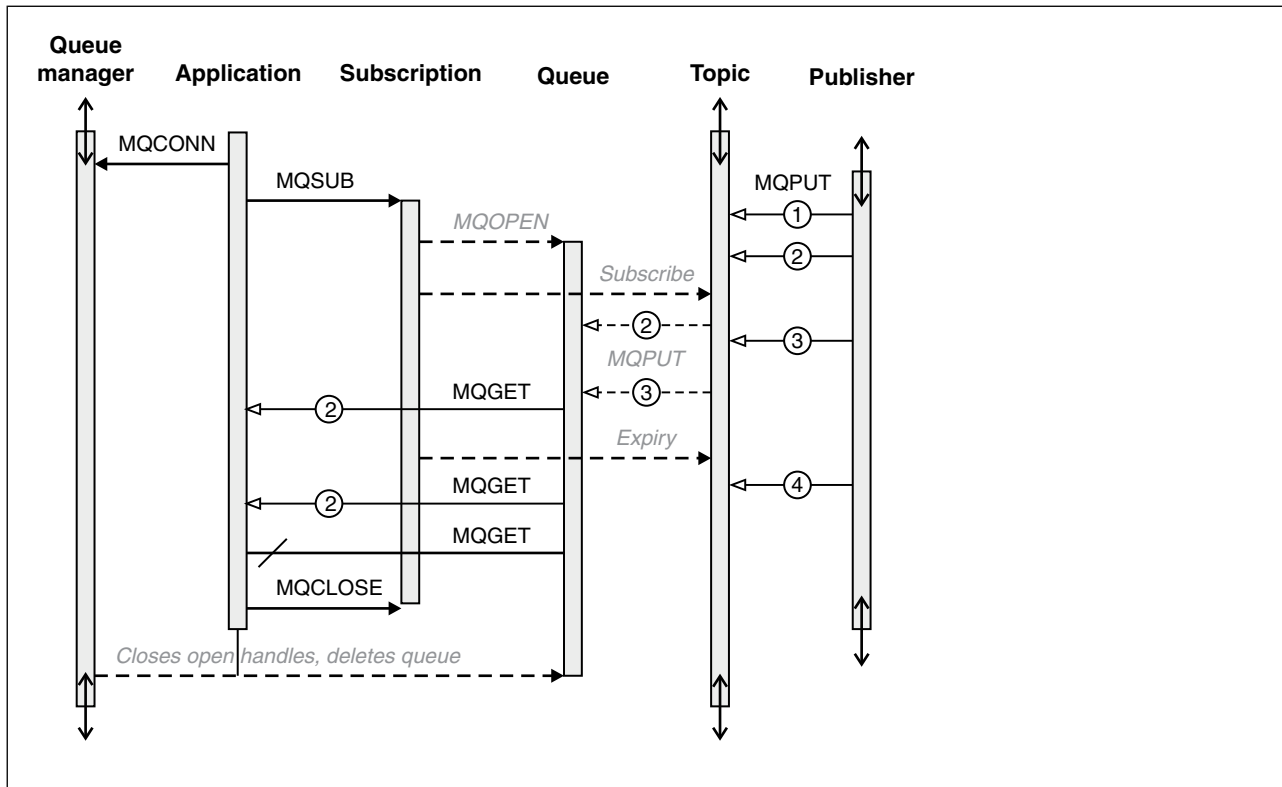 Queue
manager
Application
Subscription
Queue
Topic
Publisher
MQCONN
MQSUB
MQPUT
1
MQOPEN
2
Subscribe
2
3
MQPUT
3
MQGET
2
Expiry
MQGET
4
2
MQGET
MQCLOSE
Closes open handles, deletes queue